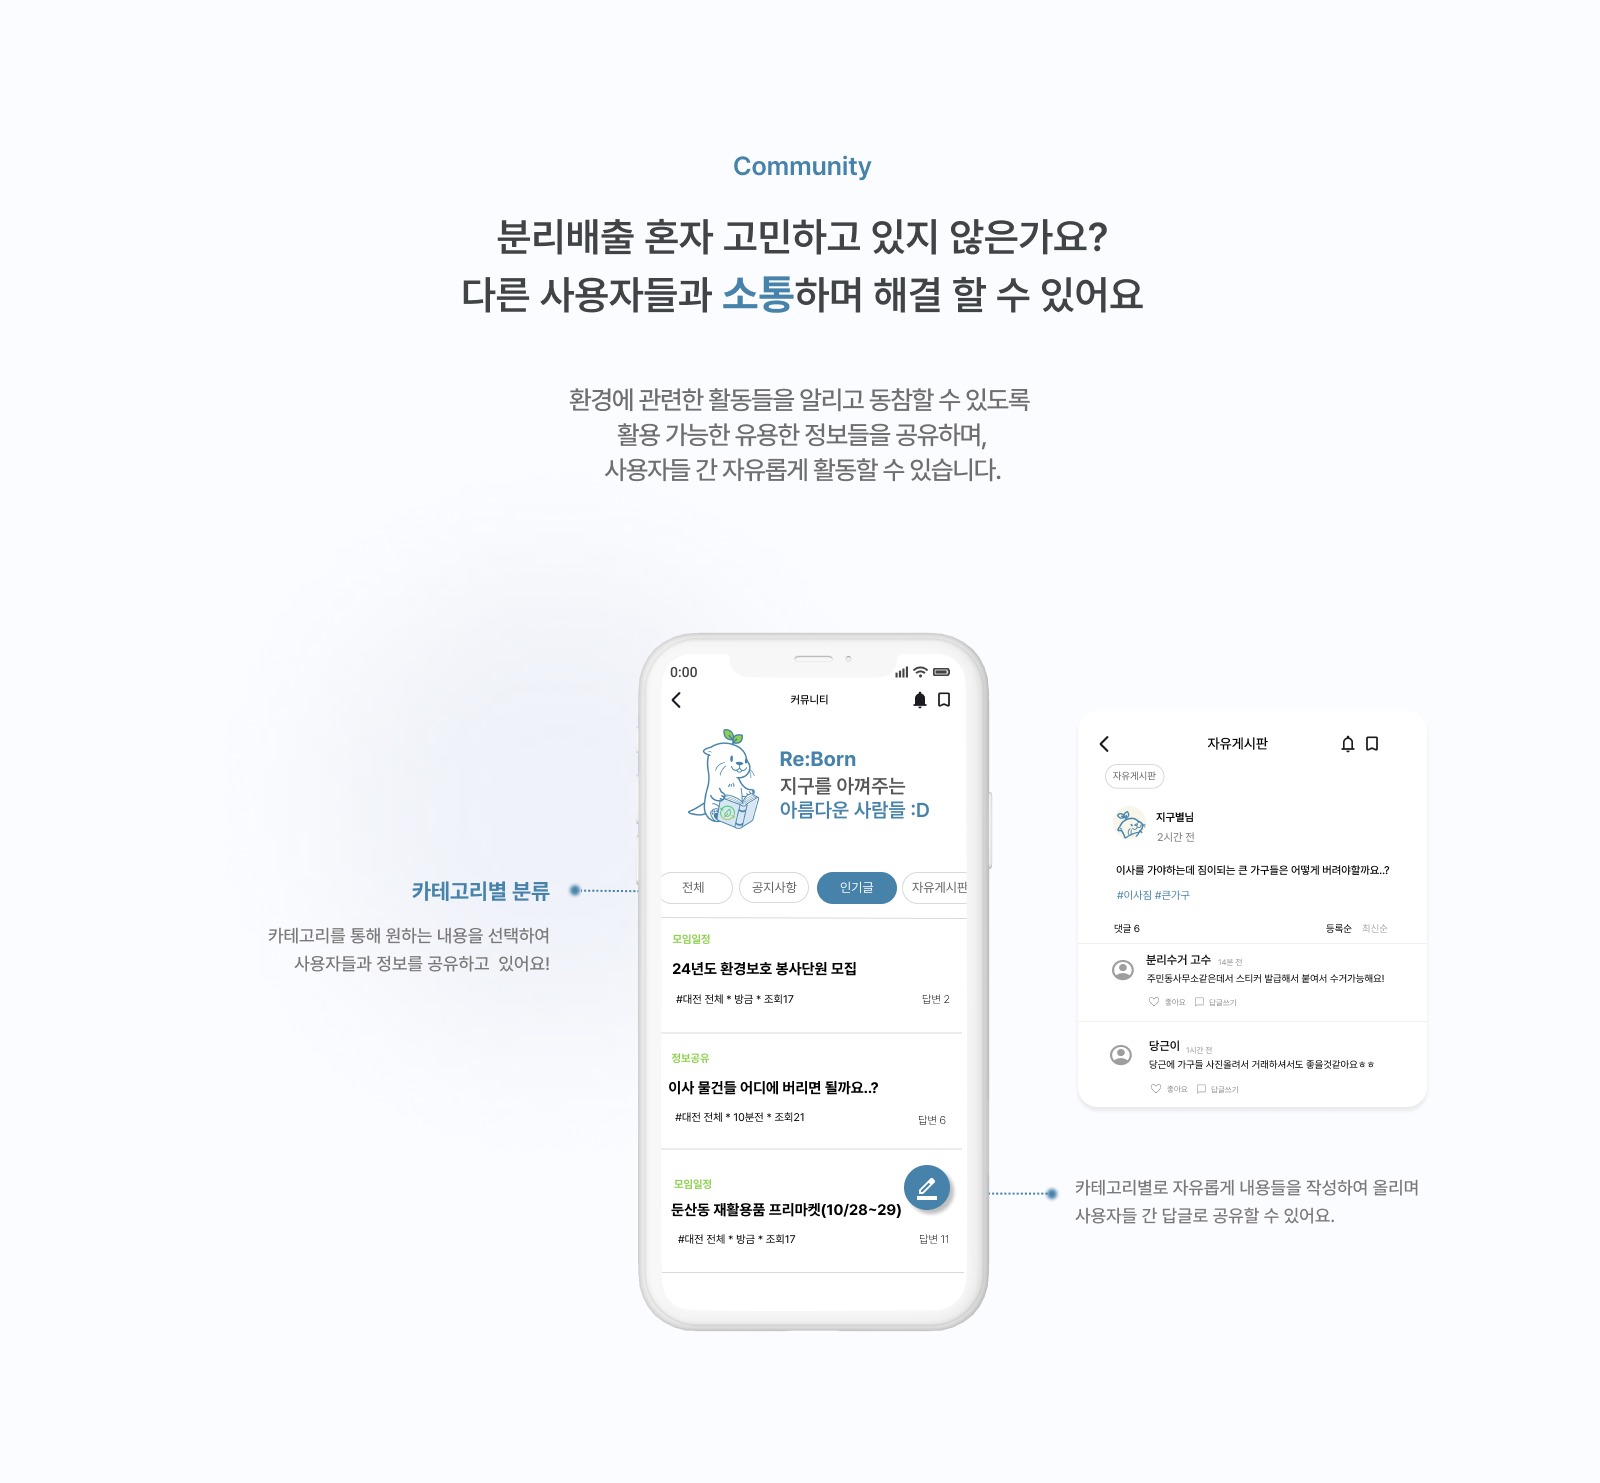 Community
분리배출 혼자 고민하고 있지 않은가요?
다른 사용자들과 소통하며 해결 할 수 있어요
환경에 관련한 활동들을 알리고 동참할 수 있도록
활용 가능한 유용한 정보들을 공유하며,
사용자들 간 자유롭게 활동할 수 있습니다.
카테고리별 분류
카테고리를 통해 원하는 내용을 선택하여
사용자들과 정보를 공유하고 있어요!
0:00
커뮤니티
Re:Born
지구를 아껴주는
아름다운 사람들 :D
전체 공지사항 인기글 자유게시판
모임일정
24년도 환경보호 봉사단원 모집
#대전 전체 * 방금 * 조회17 답변 2
정보공유
이사 물건들 어디에 버리면 될까요..?
#대전 전체 * 10분전 * 조회21 답변 6
모임일정
둔산동 재활용품 프리마켓(10/28~29)
#대전 전체 * 방금 * 조회17 답변 11
자유게시판
자유게시판
지구별님
2시간 전
이사를 가야하는데 짐이되는 큰 가구들은 어떻게 버려야할까요..?
#이사짐 #큰가구
댓글 6 등록순 최신순
분리수거 고수 14분 전
주민동사무소같은데서 스티커 발급해서 붙여서 수거가능해요!
좋아요 답글쓰기
당근이 1시간 전
당근에 가구들 사진올려서 거래하셔서도 좋을것같아요ㅎㅎ
좋아요 답글쓰기
카테고리별로 자유롭게 내용들을 작성하여 올리며
사용자들 간 답글로 공유할 수 있어요.